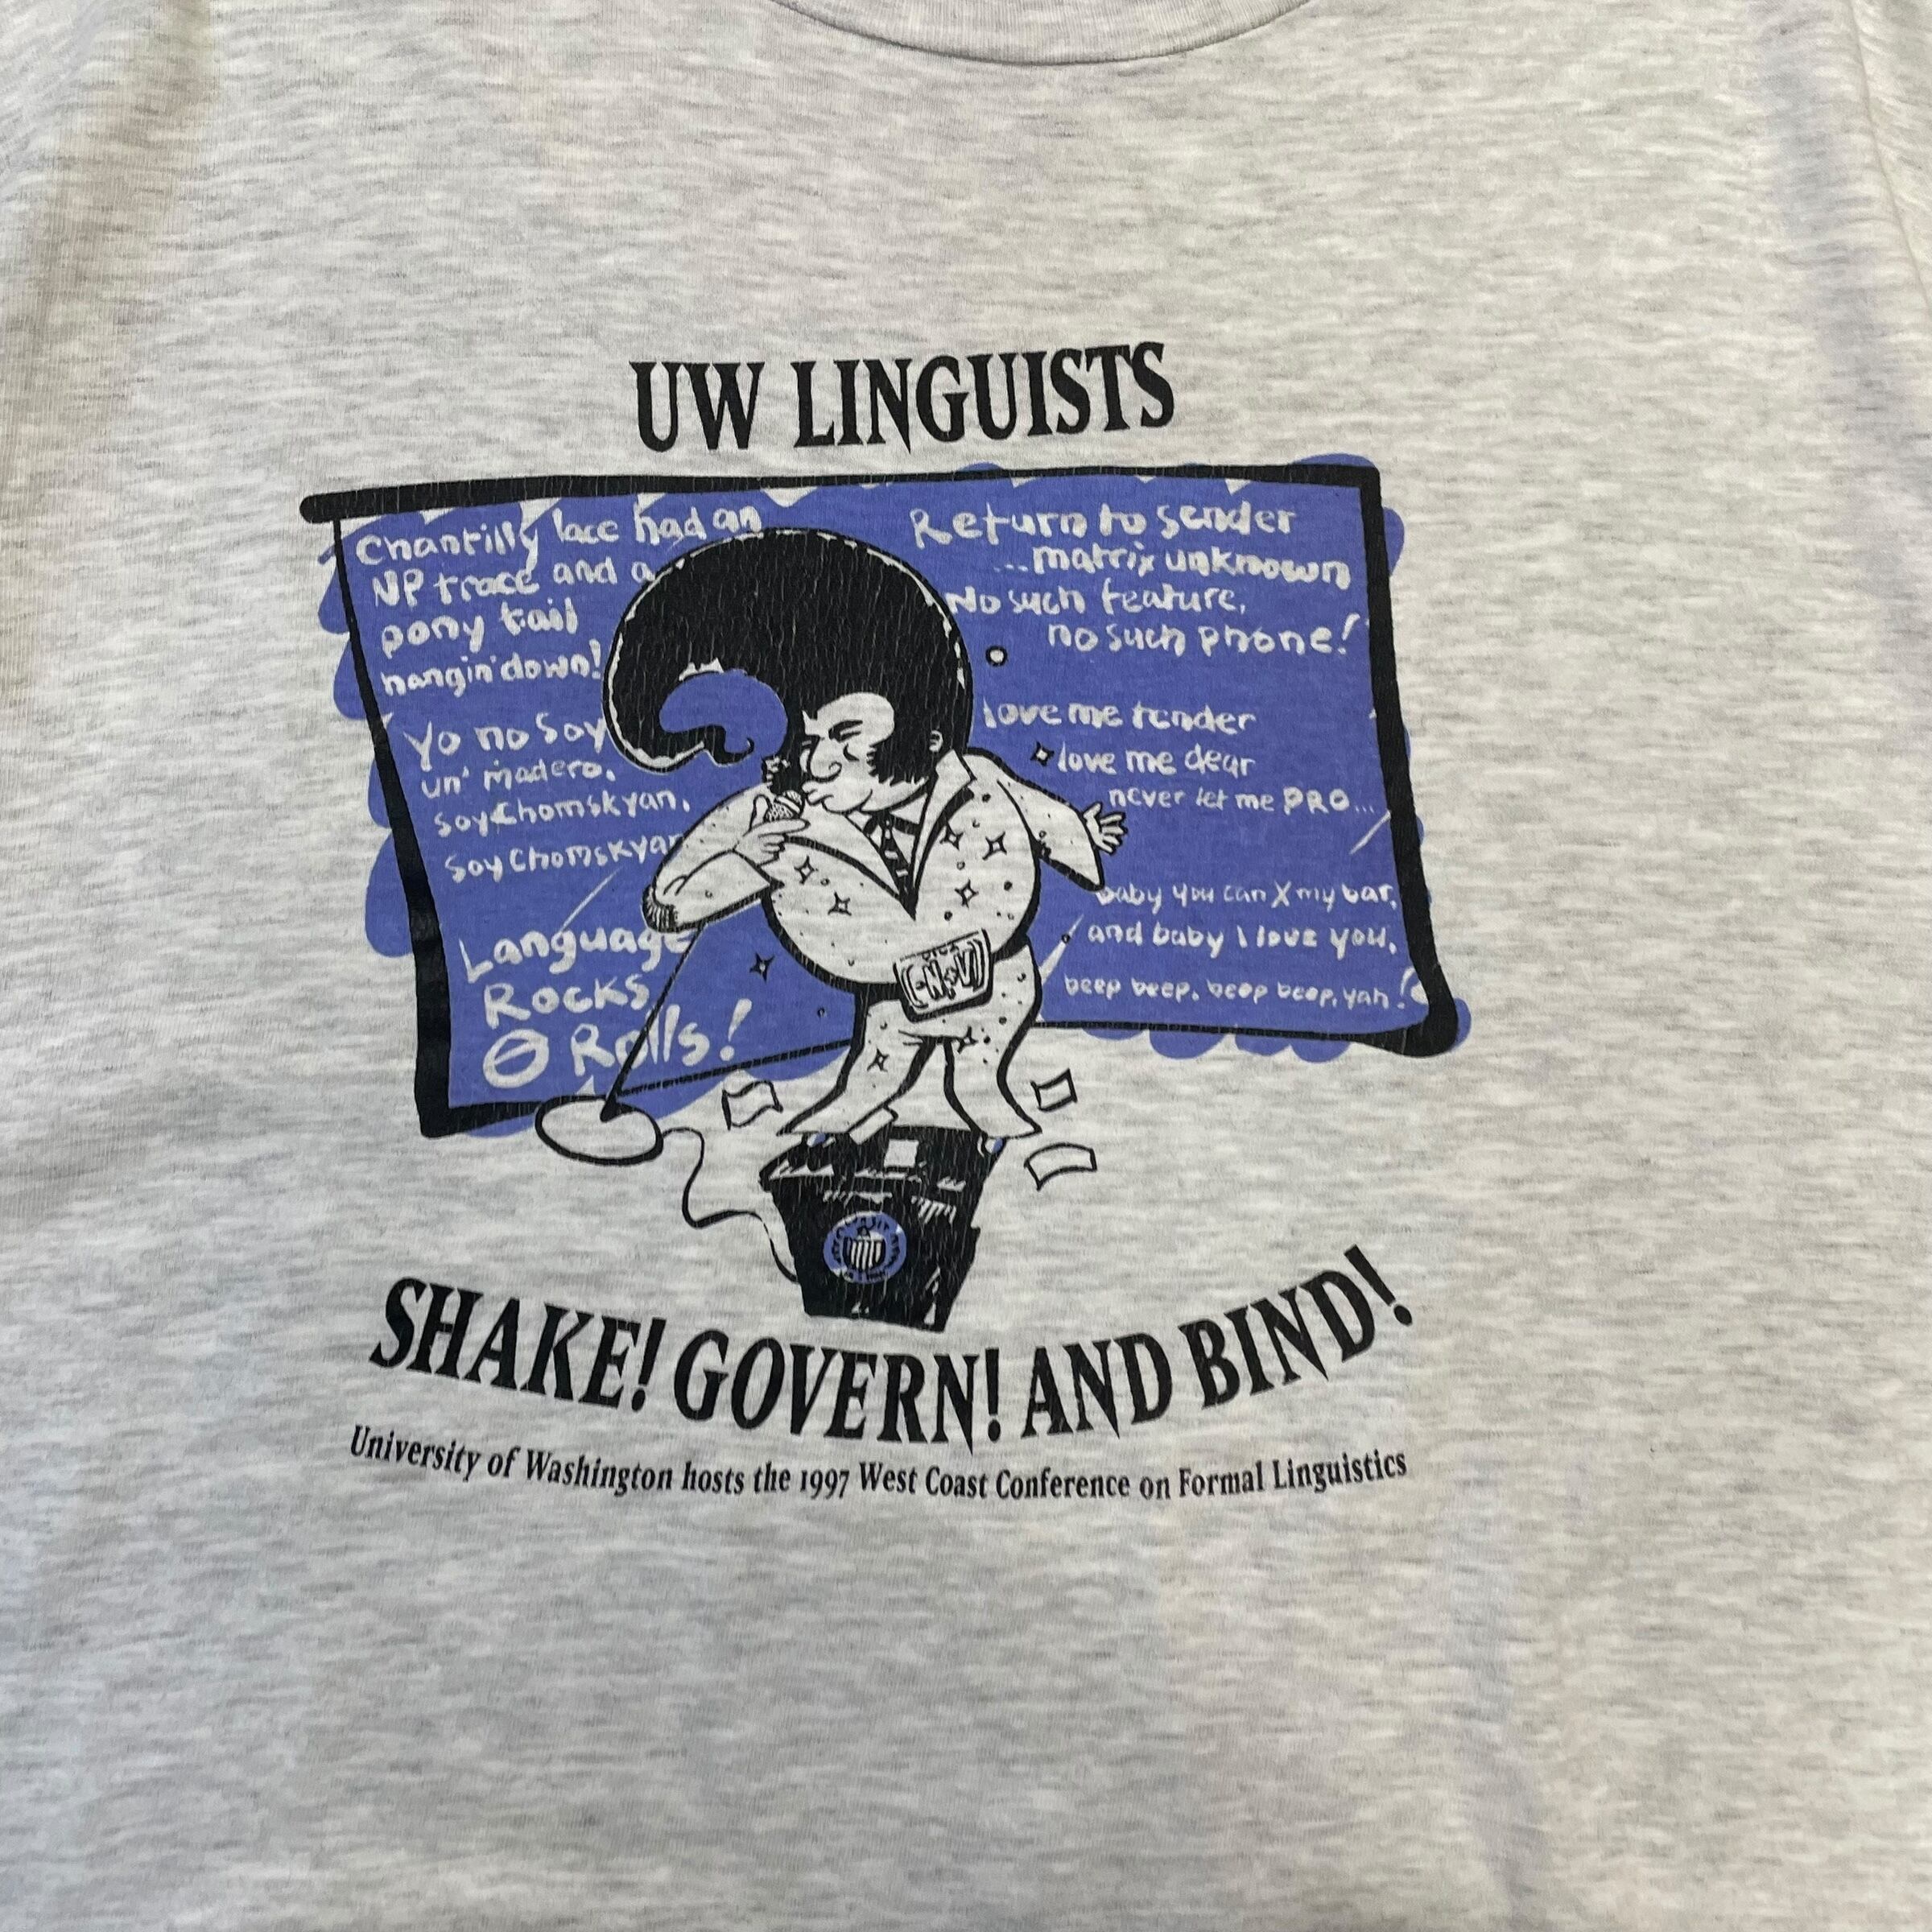 UW LINGUISTS
Chantilly lace had an
NP trace and a
pony tail
hangin' down!
Yo no soy
un' madero.
soy Chomskyan.
Soy Chomskyan
Language
Rocks
Θ Rolls!
Return to sender
...matrix unknown
No such feature,
no such phone!
love me tender
love me dear
never let me PRO...
baby you can X my bar,
and baby I love you,
beep beep, beep beep, yah!
SHAKE! GOVERN! AND BIND!
University of Washington hosts the 1997 West Coast Conference on Formal Linguistics